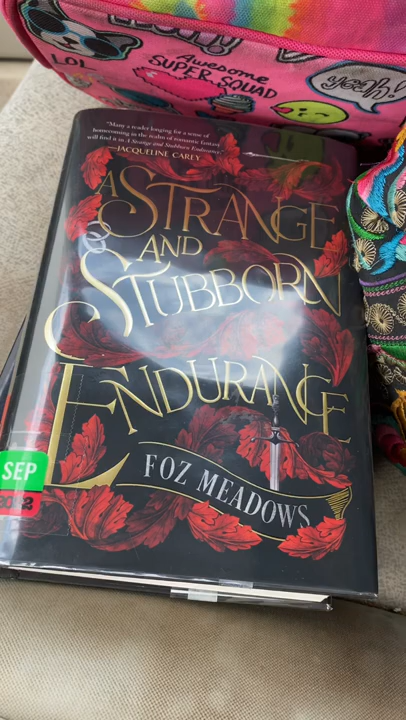 LOL
Awesome
SUPER SQUAD
yeah!
"Many a reader longing for a sense of
homecoming in the realm of romantic fantasy
will find it in A Strange and Stubborn Endurance."
—JACQUELINE CAREY
A STRANGE
AND
STUBBORN
ENDURANCE
FOZ MEADOWS
SEP